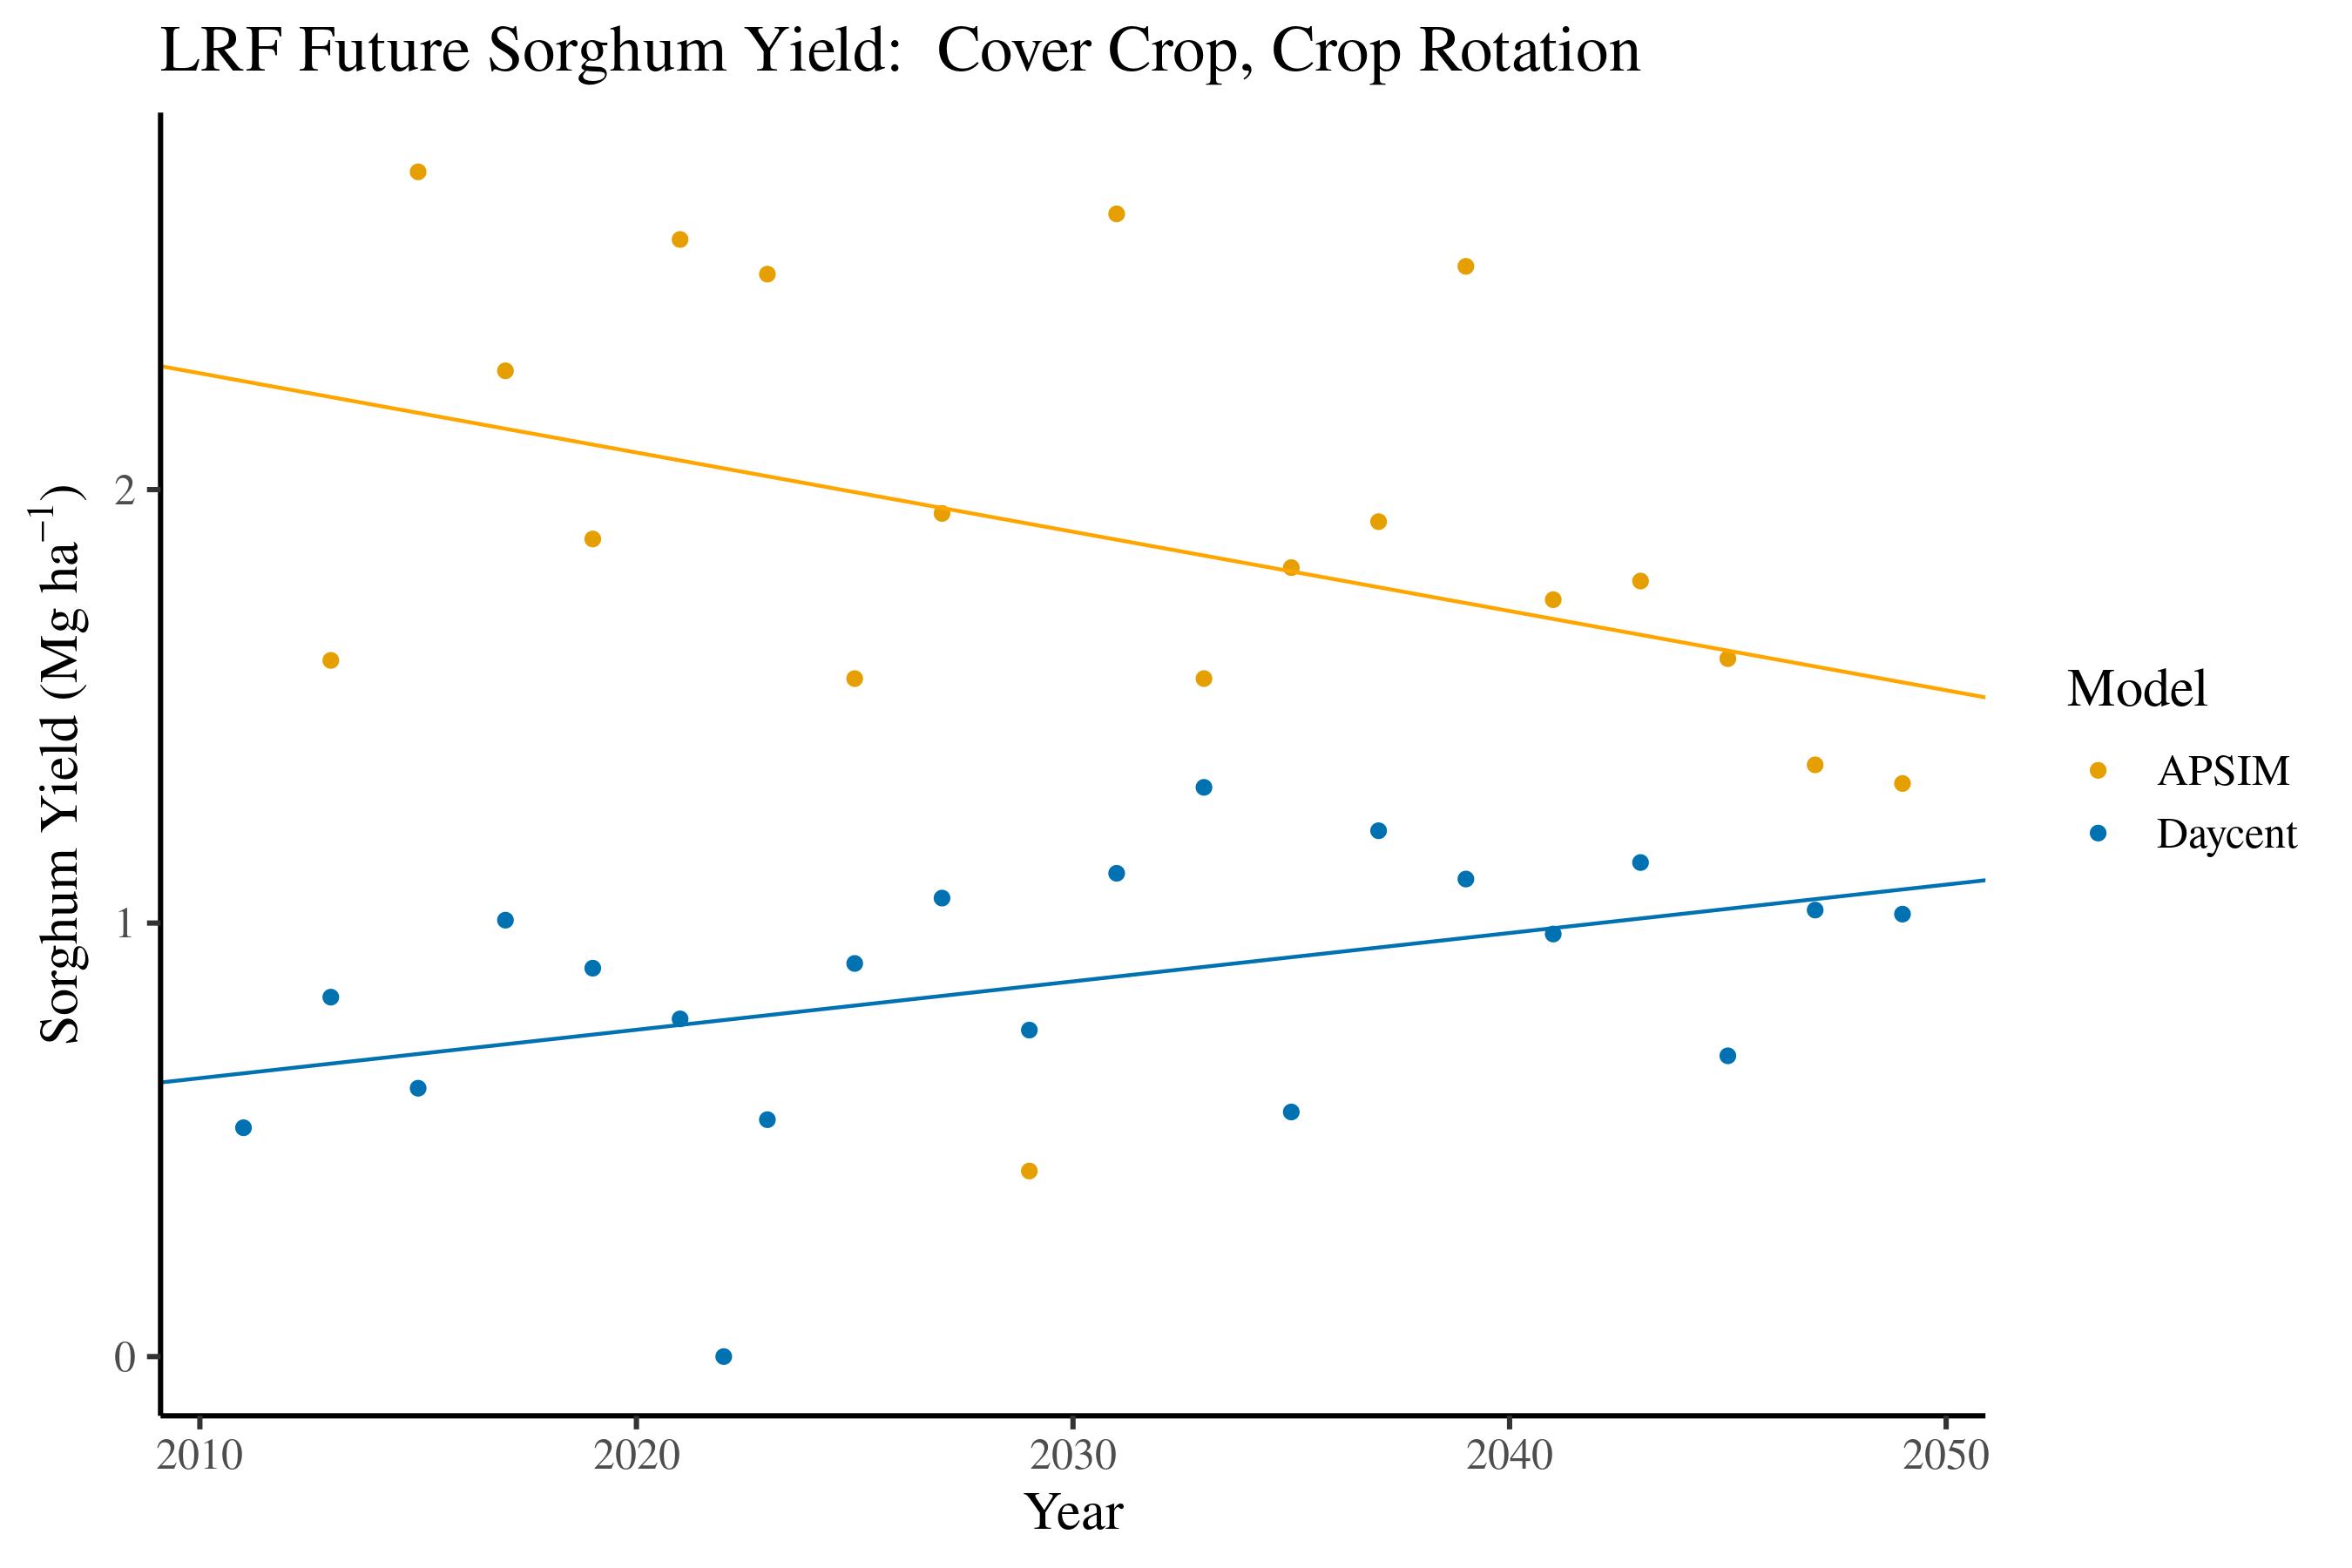 LRF Future Sorghum Yield:  Cover Crop, Crop Rotation
Sorghum Yield (Mg ha⁻¹)
2
1
0
2010
2020
2030
2040
2050
Year
Model
APSIM
Daycent